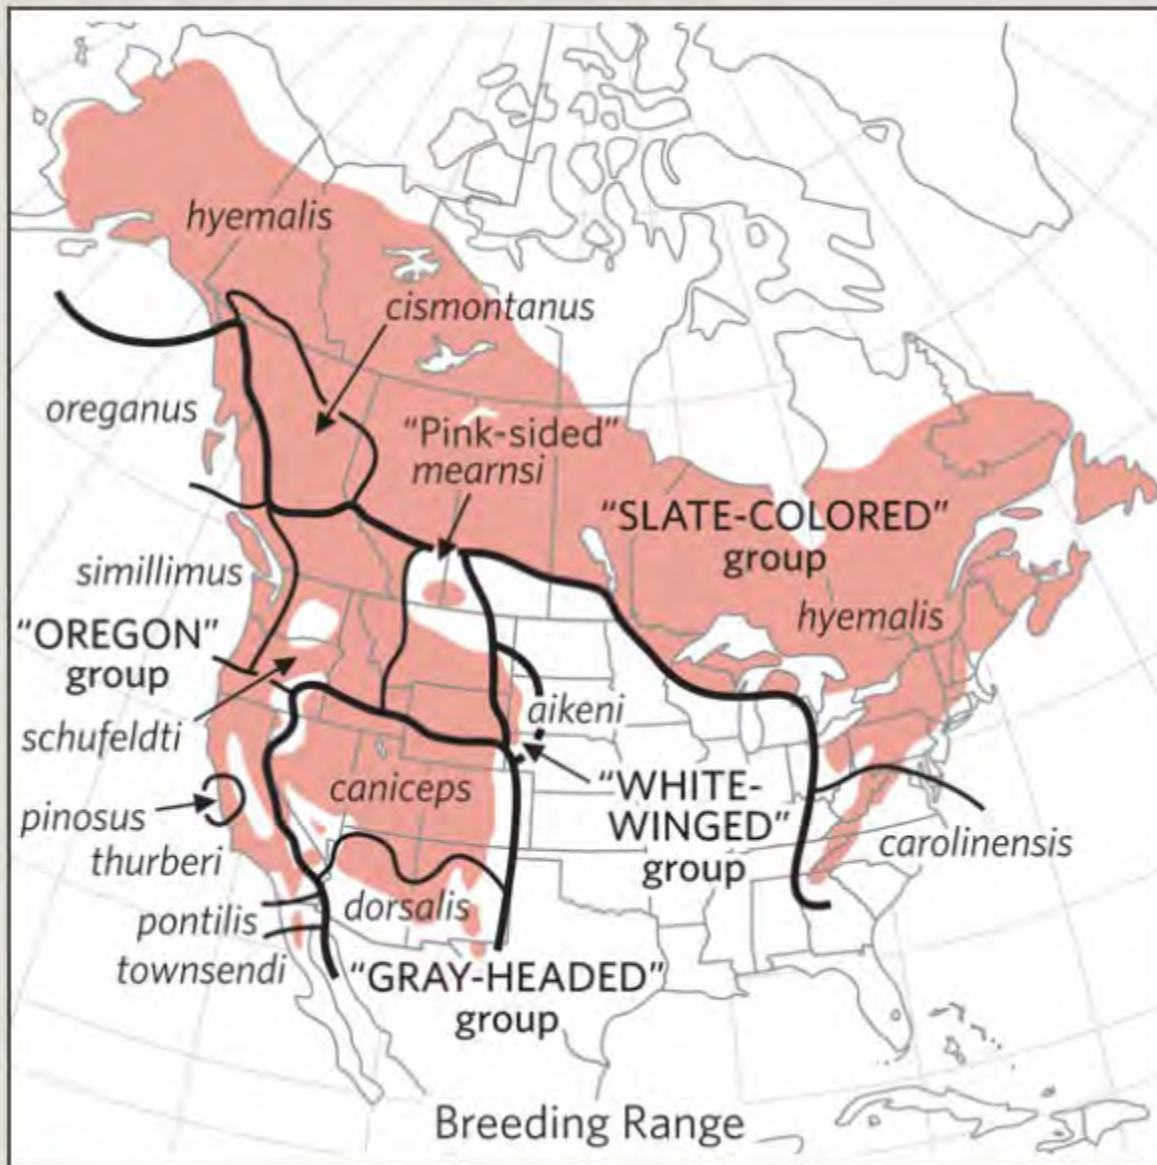 hyemalis
cismontanus
oreganus
"Pink-sided"
mearnsi
"SLATE-COLORED"
group
simillimus
hyemalis
"OREGON"
group
aikeni
schufeldti
caniceps
"WHITE-
WINGED"
group
pinosus
carolinensis
thurberi
dorsalis
pontilis
townsendi
"GRAY-HEADED"
group
Breeding Range